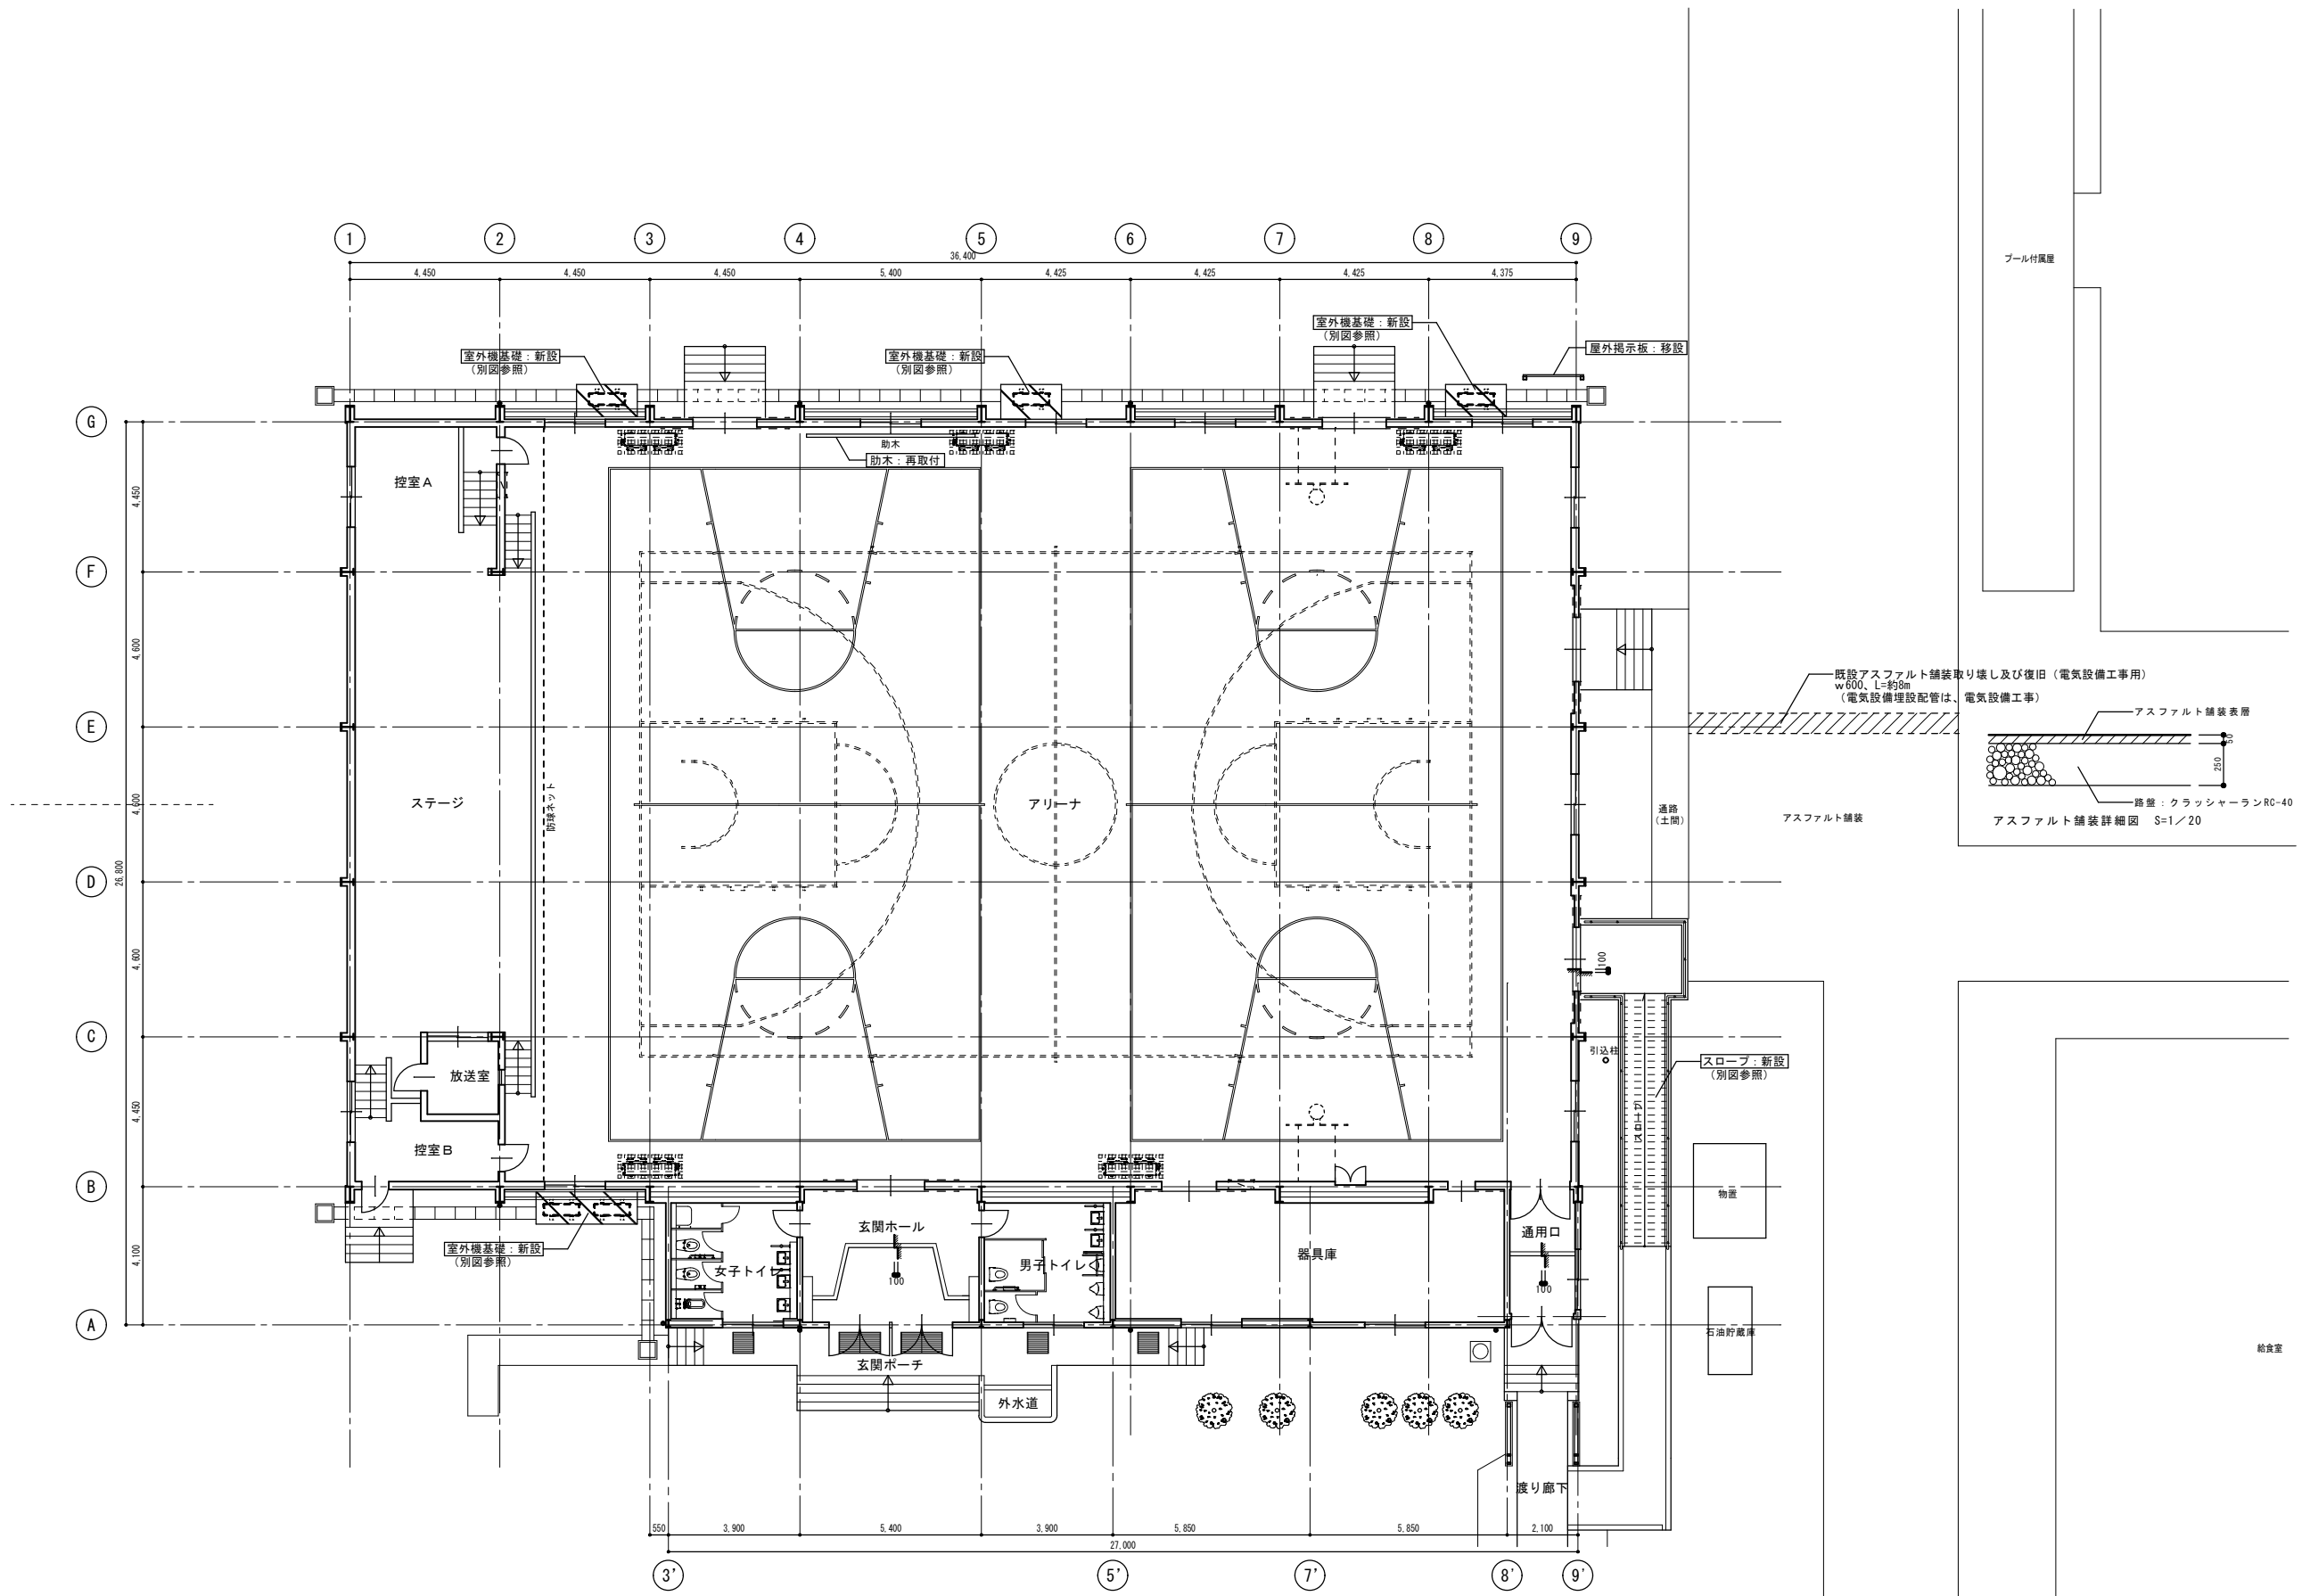 プール付属屋
1 2 3 4 5 6 7 8 9
36,400
4,450 4,450 4,450 5,400 4,425 4,425 4,425 4,375
室外機基礎：新設
（別図参照）
室外機基礎：新設
（別図参照）
室外機基礎：新設
（別図参照）
屋外掲示板：移設
G
助木
肋木：再取付
控室Ａ
4,450
F
4,600
既設アスファルト舗装取り壊し及び復旧（電気設備工事用）
w600、L=約8m
（電気設備埋設配管は、電気設備工事）
E
アスファルト舗装表層
50
250
路盤：クラッシャーランRC-40
アスファルト舗装詳細図　S=1／20
4,600
ステージ
防球ネット
アリーナ
通路
（土間）
アスファルト舗装
26,800
D
4,600
100
C
引込柱
スロープ：新設
（別図参照）
放送室
スロープ
4,450
控室Ｂ
B
物置
玄関ホール
通用口
室外機基礎：新設
（別図参照）
4,100
女子トイレ
男子トイレ
器具庫
100
100
A
石油貯蔵庫
給食室
玄関ポーチ
外水道
渡り廊下
550 3,900 5,400 3,900 5,850 5,850 2,100
27,000
3' 5' 7' 8' 9'